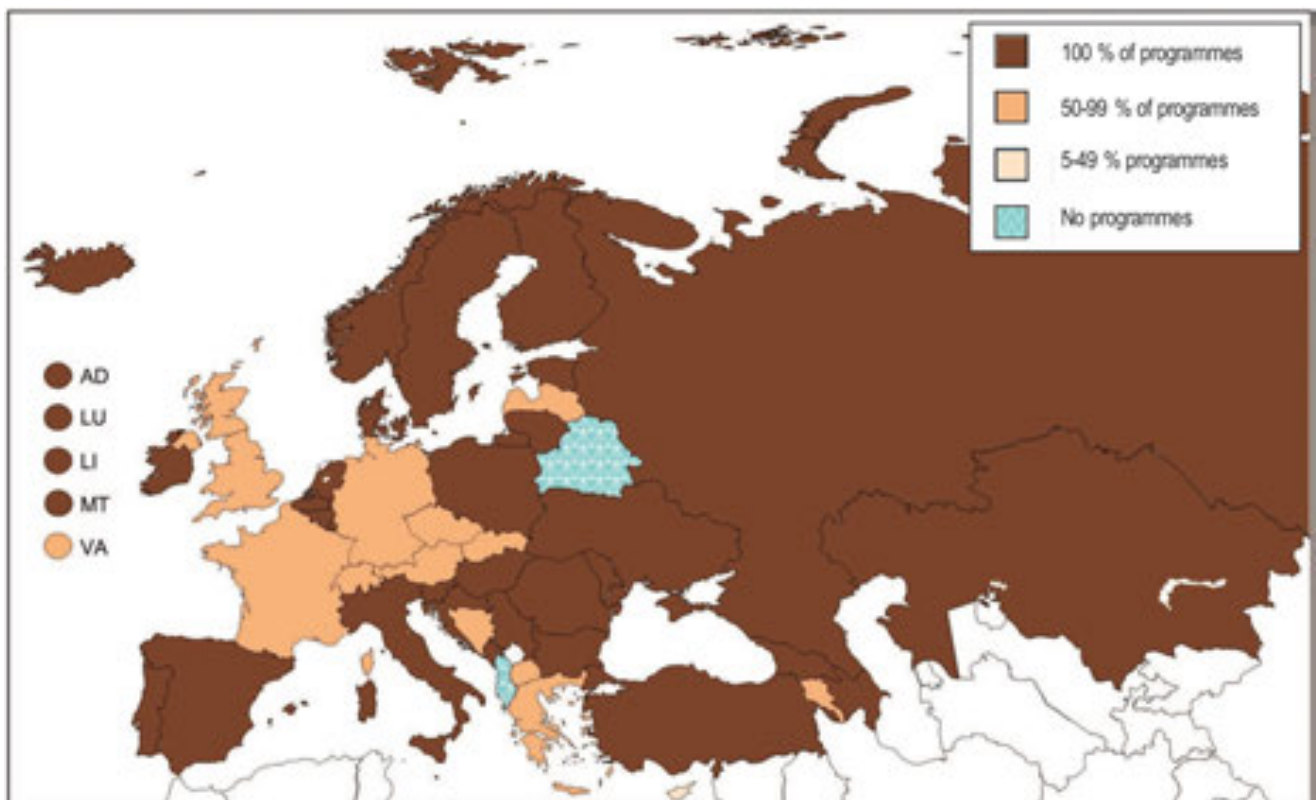 100 % of programmes
50-99 % of programmes
5-49 % programmes
No programmes
AD
LU
LI
MT
VA